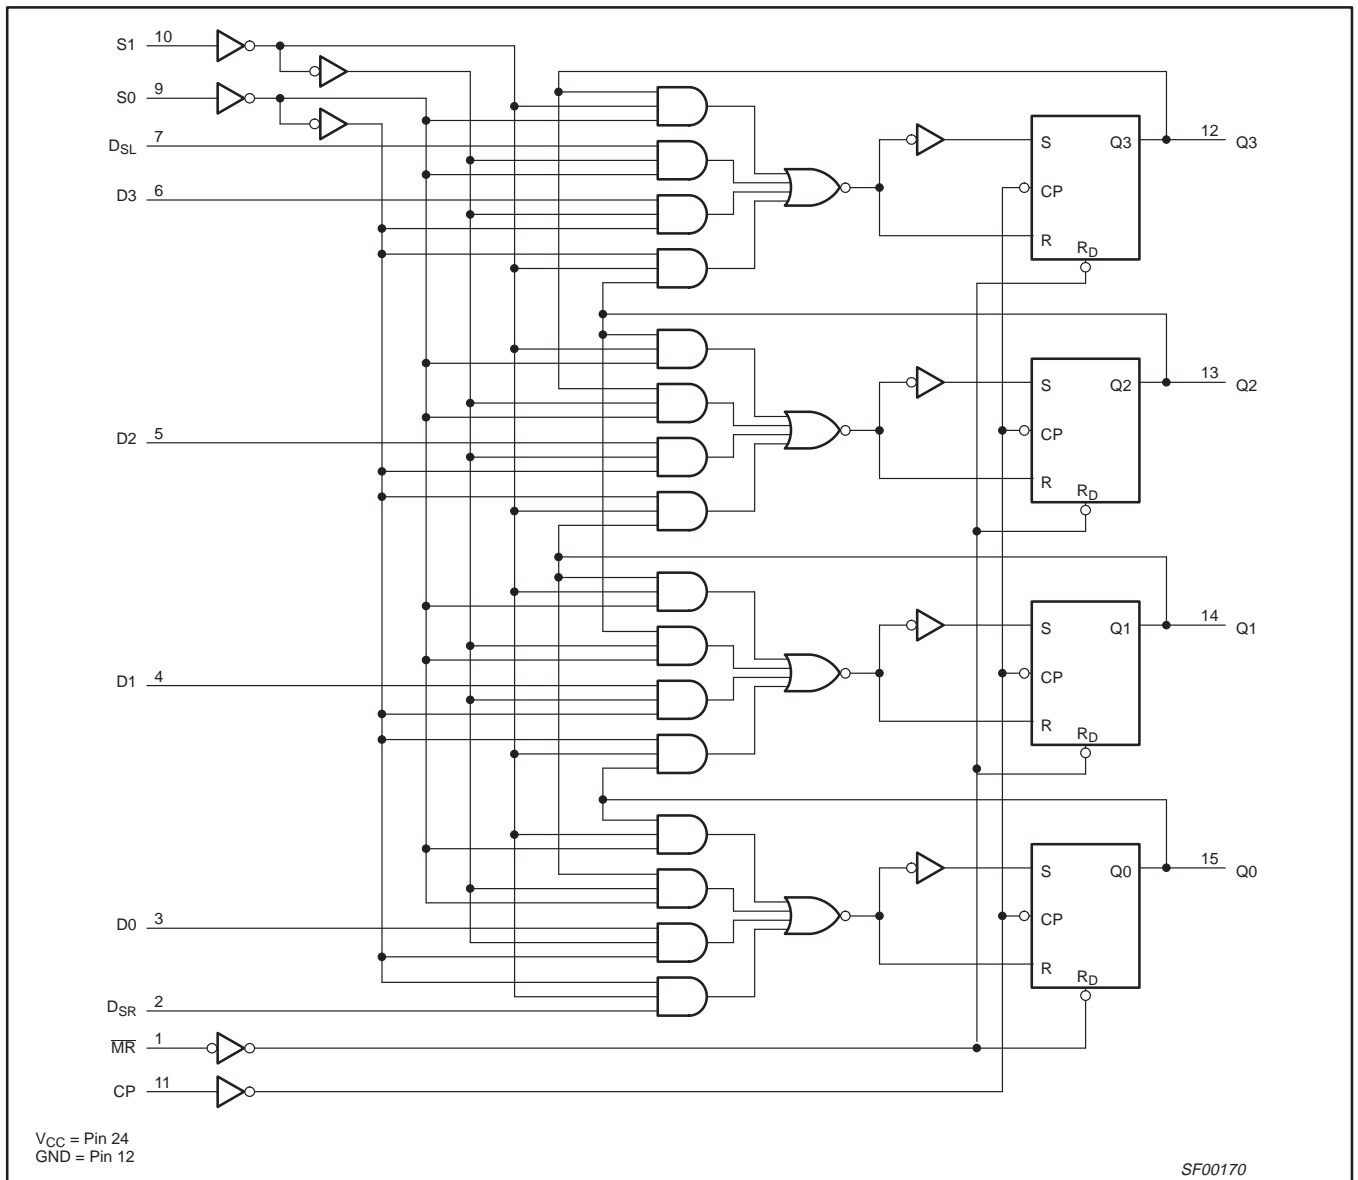 S1 10
S0 9
DSL 7
D3 6
D2 5
D1 4
D0 3
DSR 2
M̅R̅ 1
CP 11
S Q3 12 Q3
CP
R RD
S Q2 13 Q2
CP
R RD
S Q1 14 Q1
CP
R RD
S Q0 15 Q0
CP
R RD
VCC = Pin 24
GND = Pin 12
SF00170